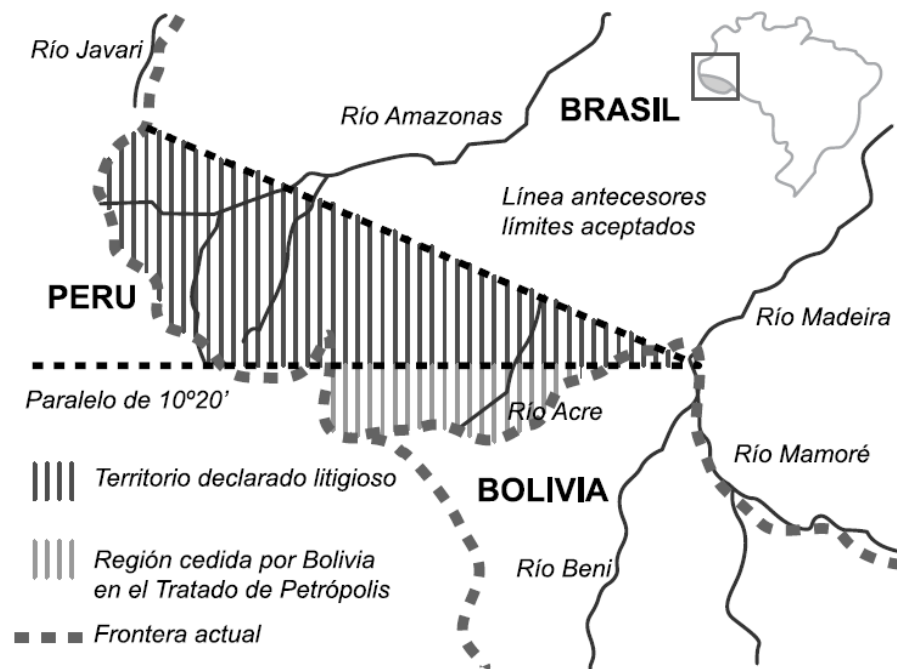 Río Javari
Río Amazonas
BRASIL
Línea antecesores
límites aceptados
PERU
Río Madeira
Paralelo de 10º20’
Río Acre
Río Mamoré
Territorio declarado litigioso
BOLIVIA
Región cedida por Bolivia
en el Tratado de Petrópolis
Río Beni
Frontera actual